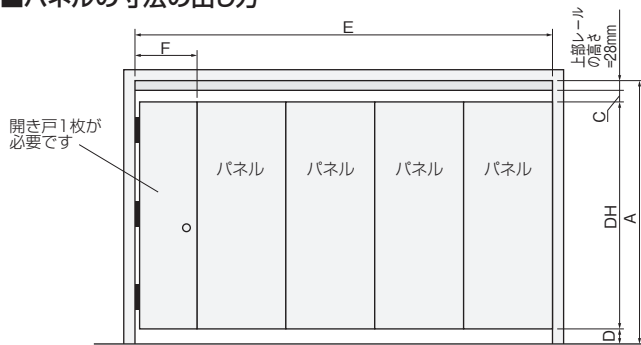 ■パネルの寸法の出し方
E
F
上部レール
の高さ
=28mm
C
開き戸1枚が
必要です
パネル
パネル
パネル
パネル
DH
A
D